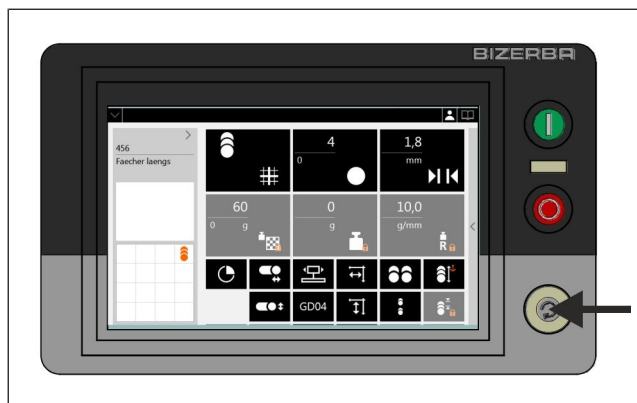 BIZERBA
456
Faecher laengs
4
0
1,8
mm
60
0 g
0
g
10,0
g/mm
R
GD04